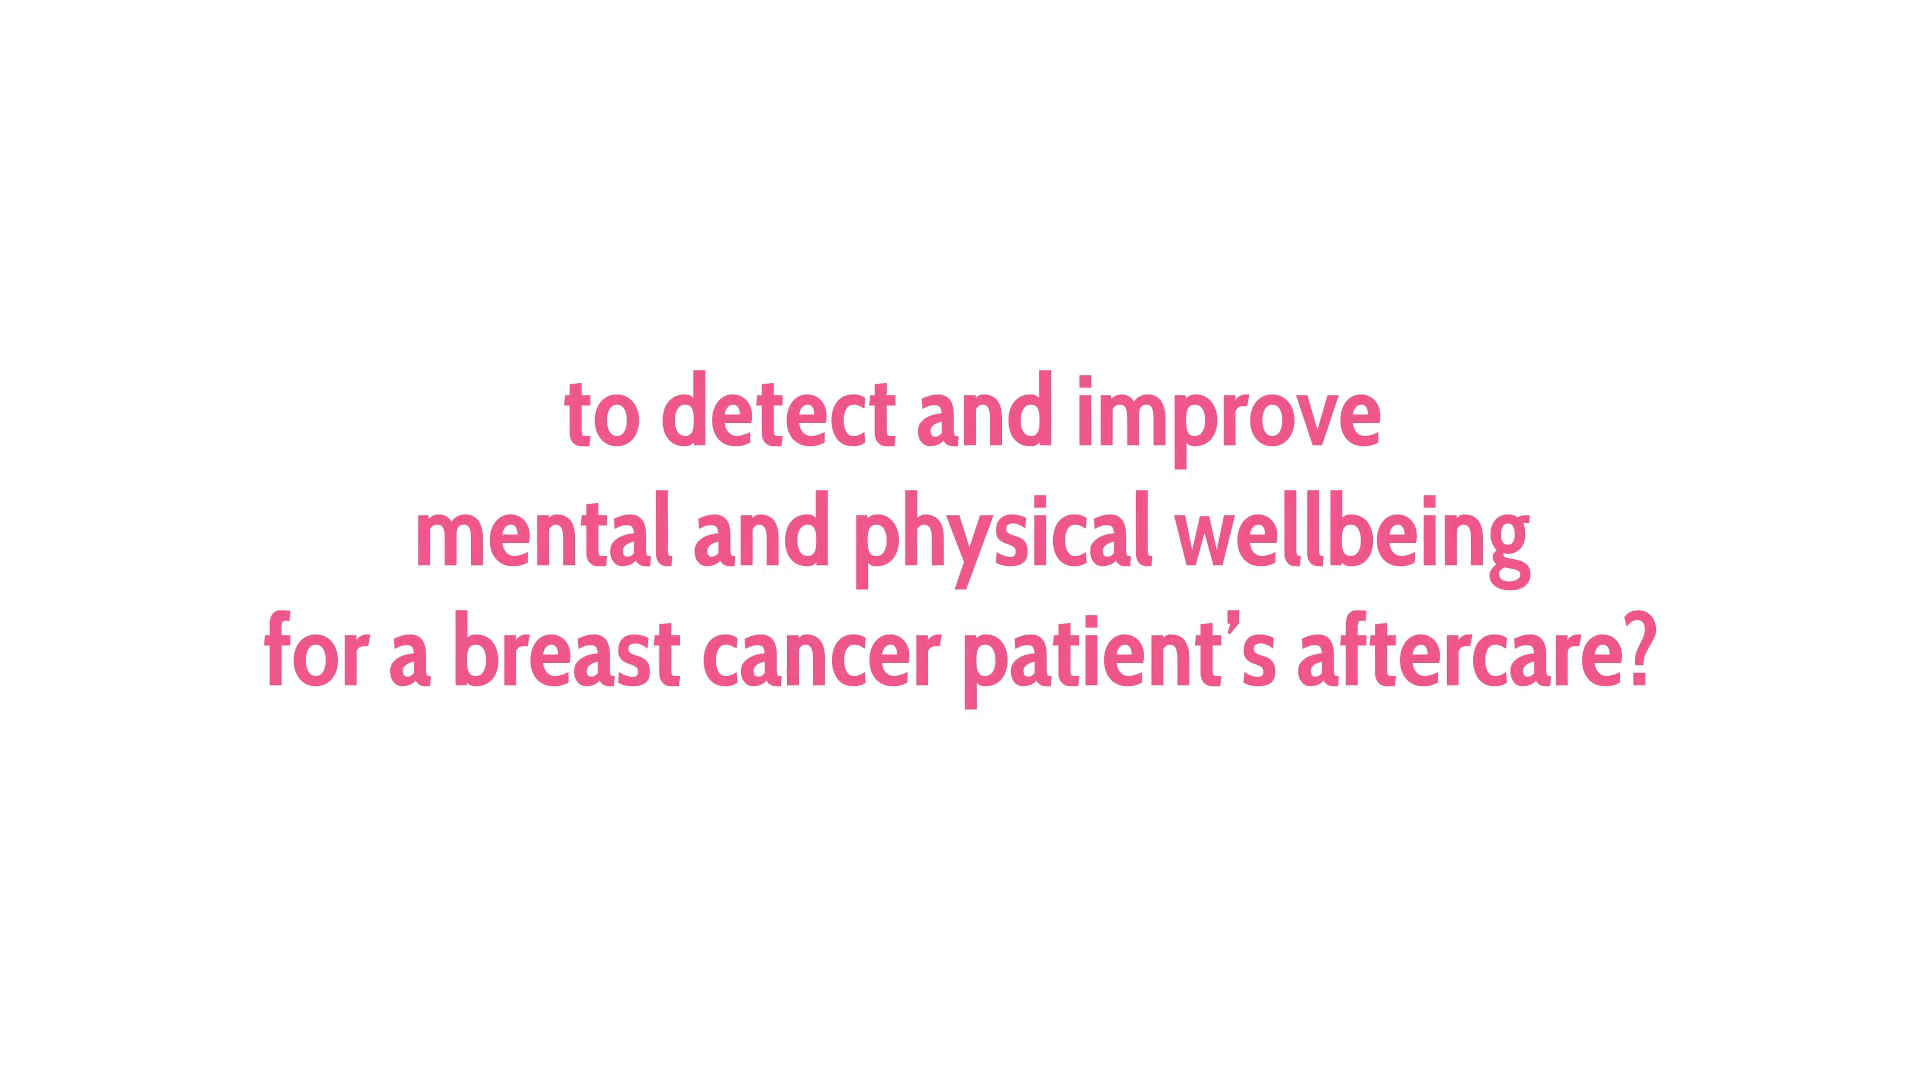 to detect and improve
mental and physical wellbeing
for a breast cancer patient’s aftercare?